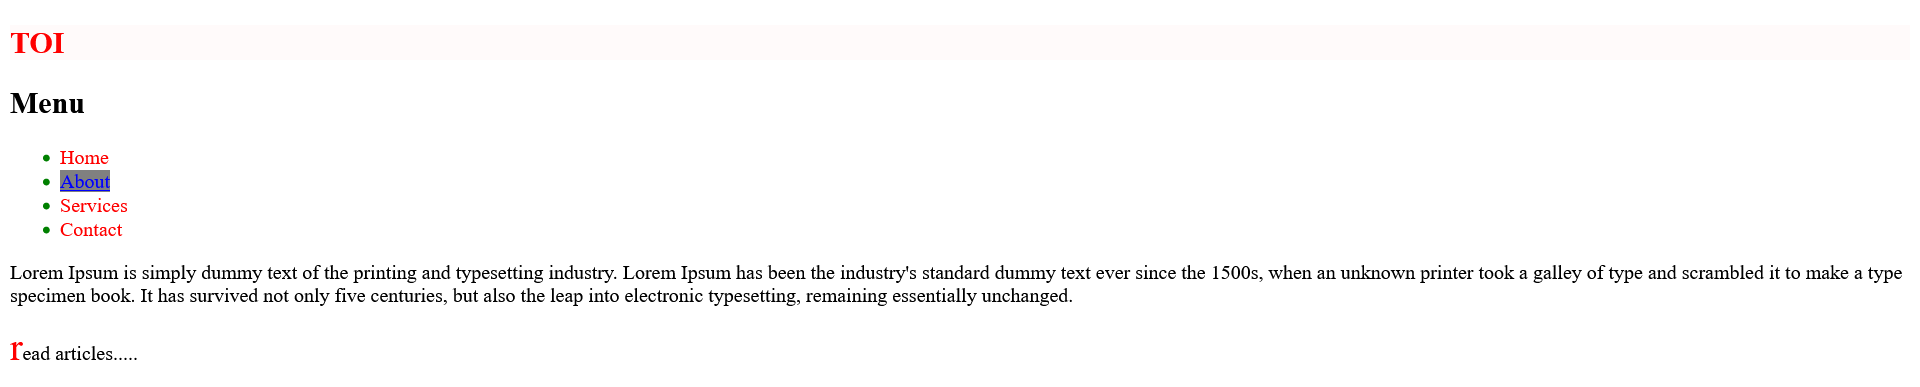 TOI
Menu
Home
About
Services
Contact
Lorem Ipsum is simply dummy text of the printing and typesetting industry. Lorem Ipsum has been the industry's standard dummy text ever since the 1500s, when an unknown printer took a galley of type and scrambled it to make a type
specimen book. It has survived not only five centuries, but also the leap into electronic typesetting, remaining essentially unchanged.
read articles.....